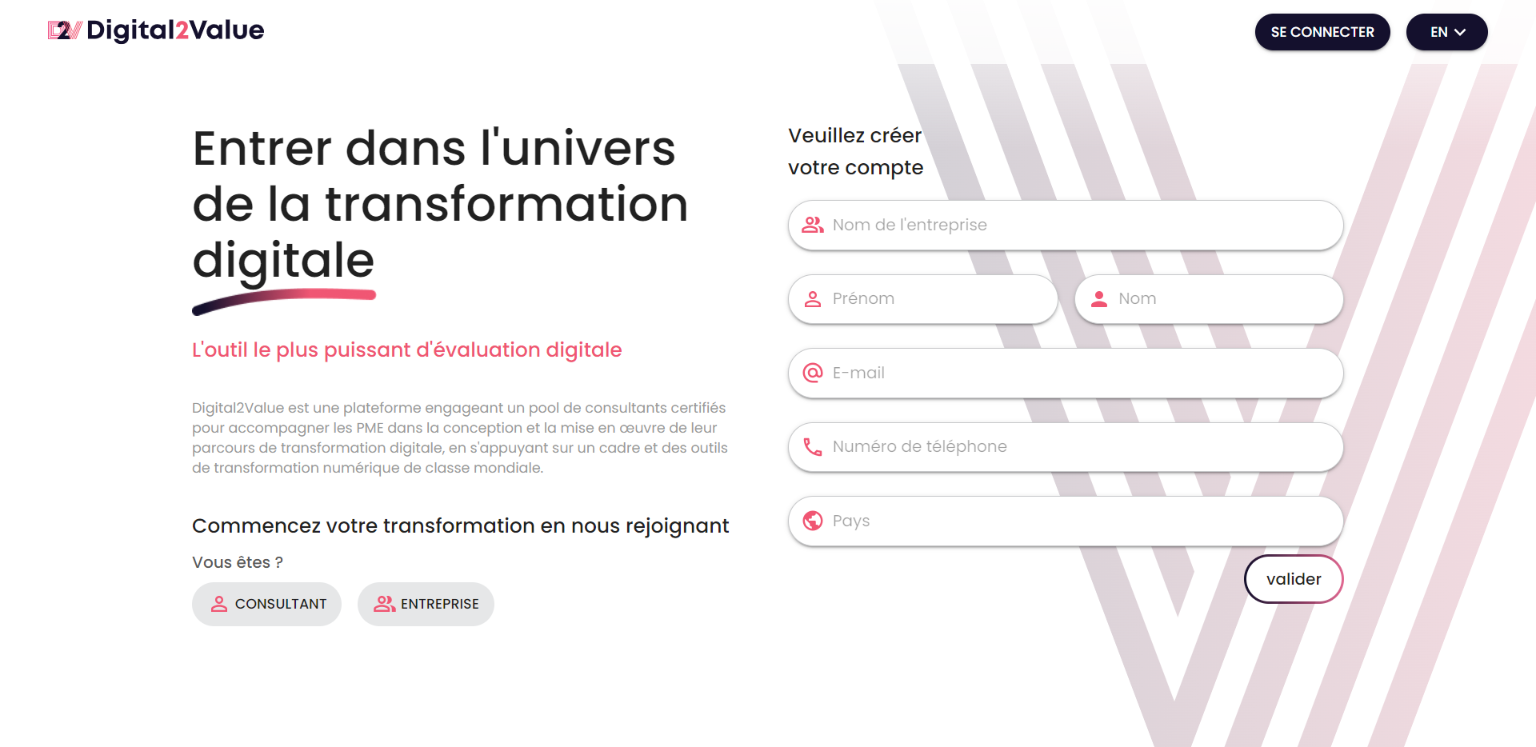 D2V Digital2Value
SE CONNECTER
EN
Entrer dans l'univers
de la transformation
digitale
L'outil le plus puissant d'évaluation digitale
Digital2Value est une plateforme engageant un pool de consultants certifiés
pour accompagner les PME dans la conception et la mise en œuvre de leur
parcours de transformation digitale, en s'appuyant sur un cadre et des outils
de transformation numérique de classe mondiale.
Commencez votre transformation en nous rejoignant
Vous êtes ?
CONSULTANT
ENTREPRISE
Veuillez créer
votre compte
Nom de l'entreprise
Prénom
Nom
E-mail
Numéro de téléphone
Pays
valider